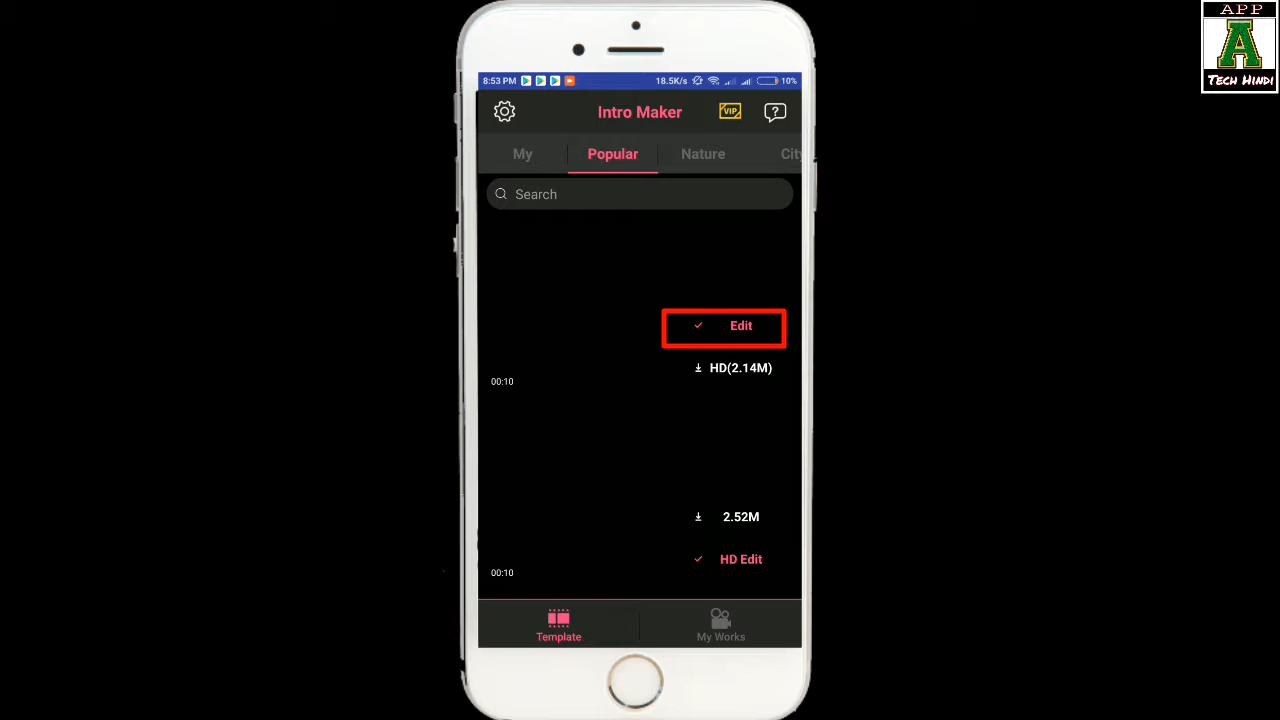 APP
A
TECH HINDI
8:53 PM 18.5K/s 10%
Intro Maker VIP ?
My Popular Nature City
Search
Edit
HD(2.14M)
00:10
2.52M
HD Edit
00:10
Template My Works